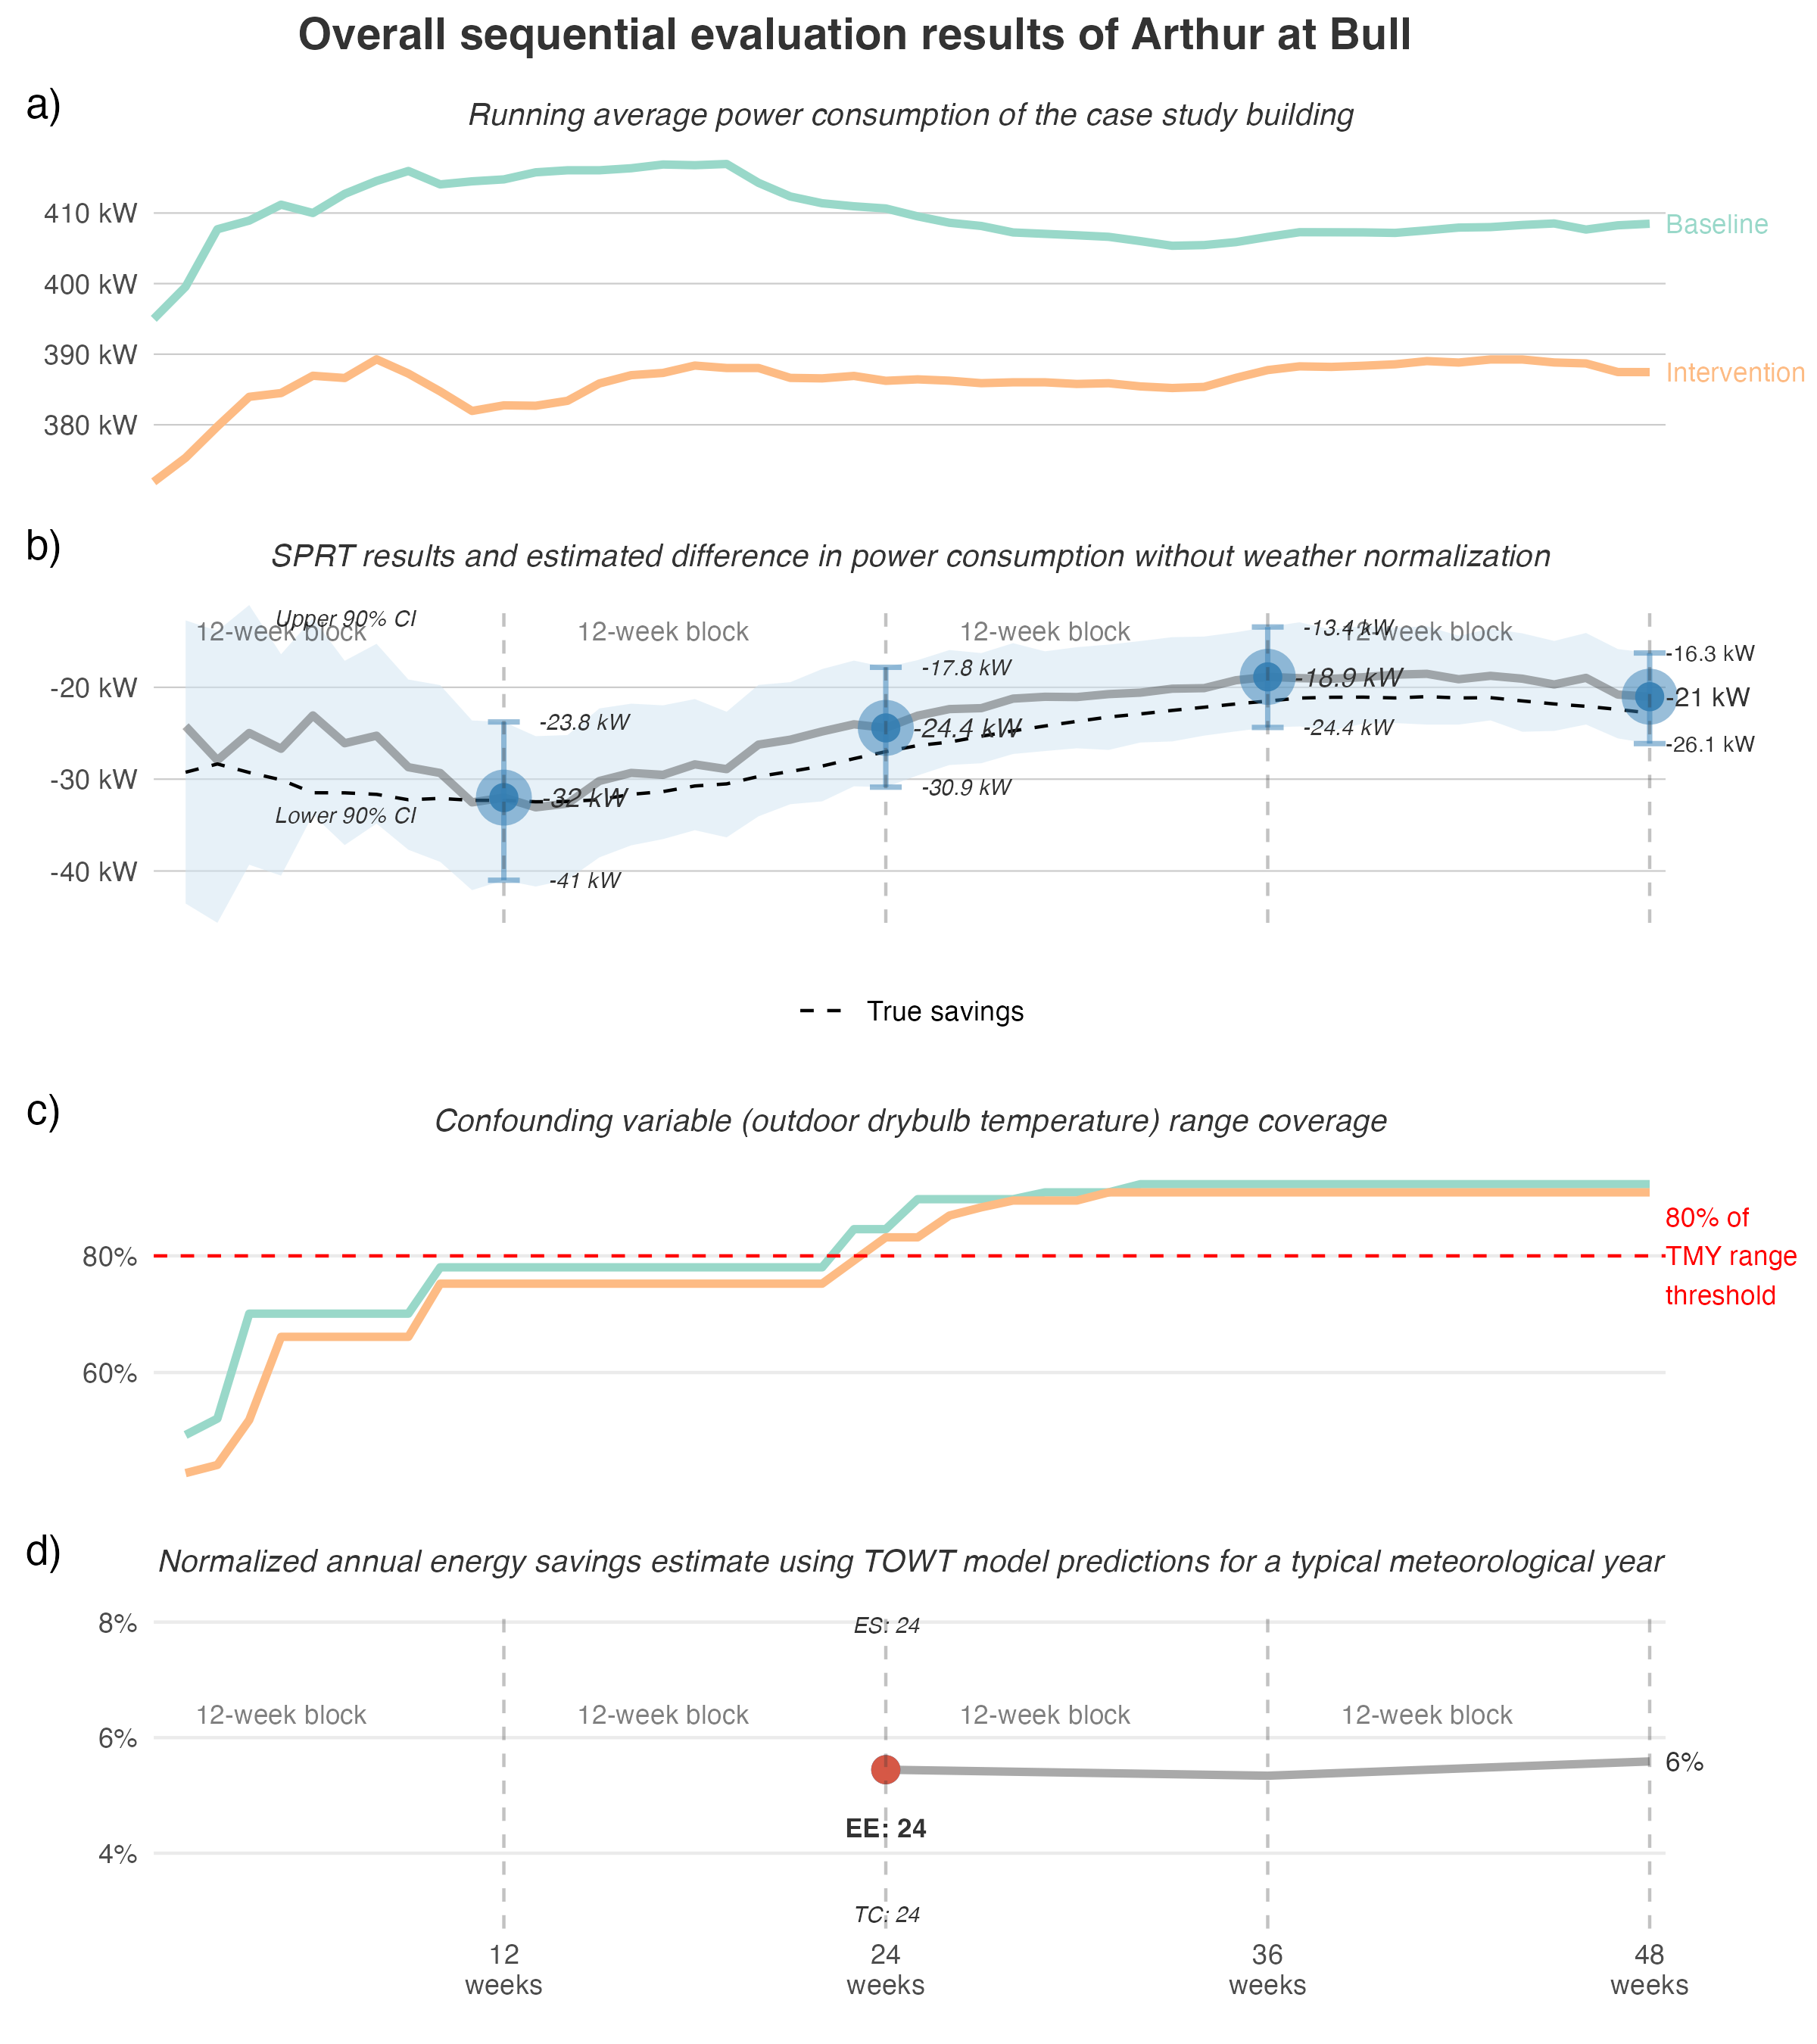 Overall sequential evaluation results of Arthur at Bull
a)
Running average power consumption of the case study building
410 kW
400 kW
390 kW
380 kW
Baseline
Intervention
b)
SPRT results and estimated difference in power consumption without weather normalization
Upper 90% CI
12-week block
12-week block
12-week block
12-week block
-13.4 kW
-16.3 kW
-17.8 kW
-18.9 kW
-20 kW
-21 kW
-23.8 kW
-24.4 kW
-24.4 kW
-26.1 kW
-30 kW
-30.9 kW
-32 kW
Lower 90% CI
-40 kW
-41 kW
True savings
c)
Confounding variable (outdoor drybulb temperature) range coverage
80%
60%
80% of
TMY range
threshold
d)
Normalized annual energy savings estimate using TOWT model predictions for a typical meteorological year
8%
6%
4%
ES: 24
12-week block
12-week block
12-week block
12-week block
6%
EE: 24
TC: 24
12
weeks
24
weeks
36
weeks
48
weeks